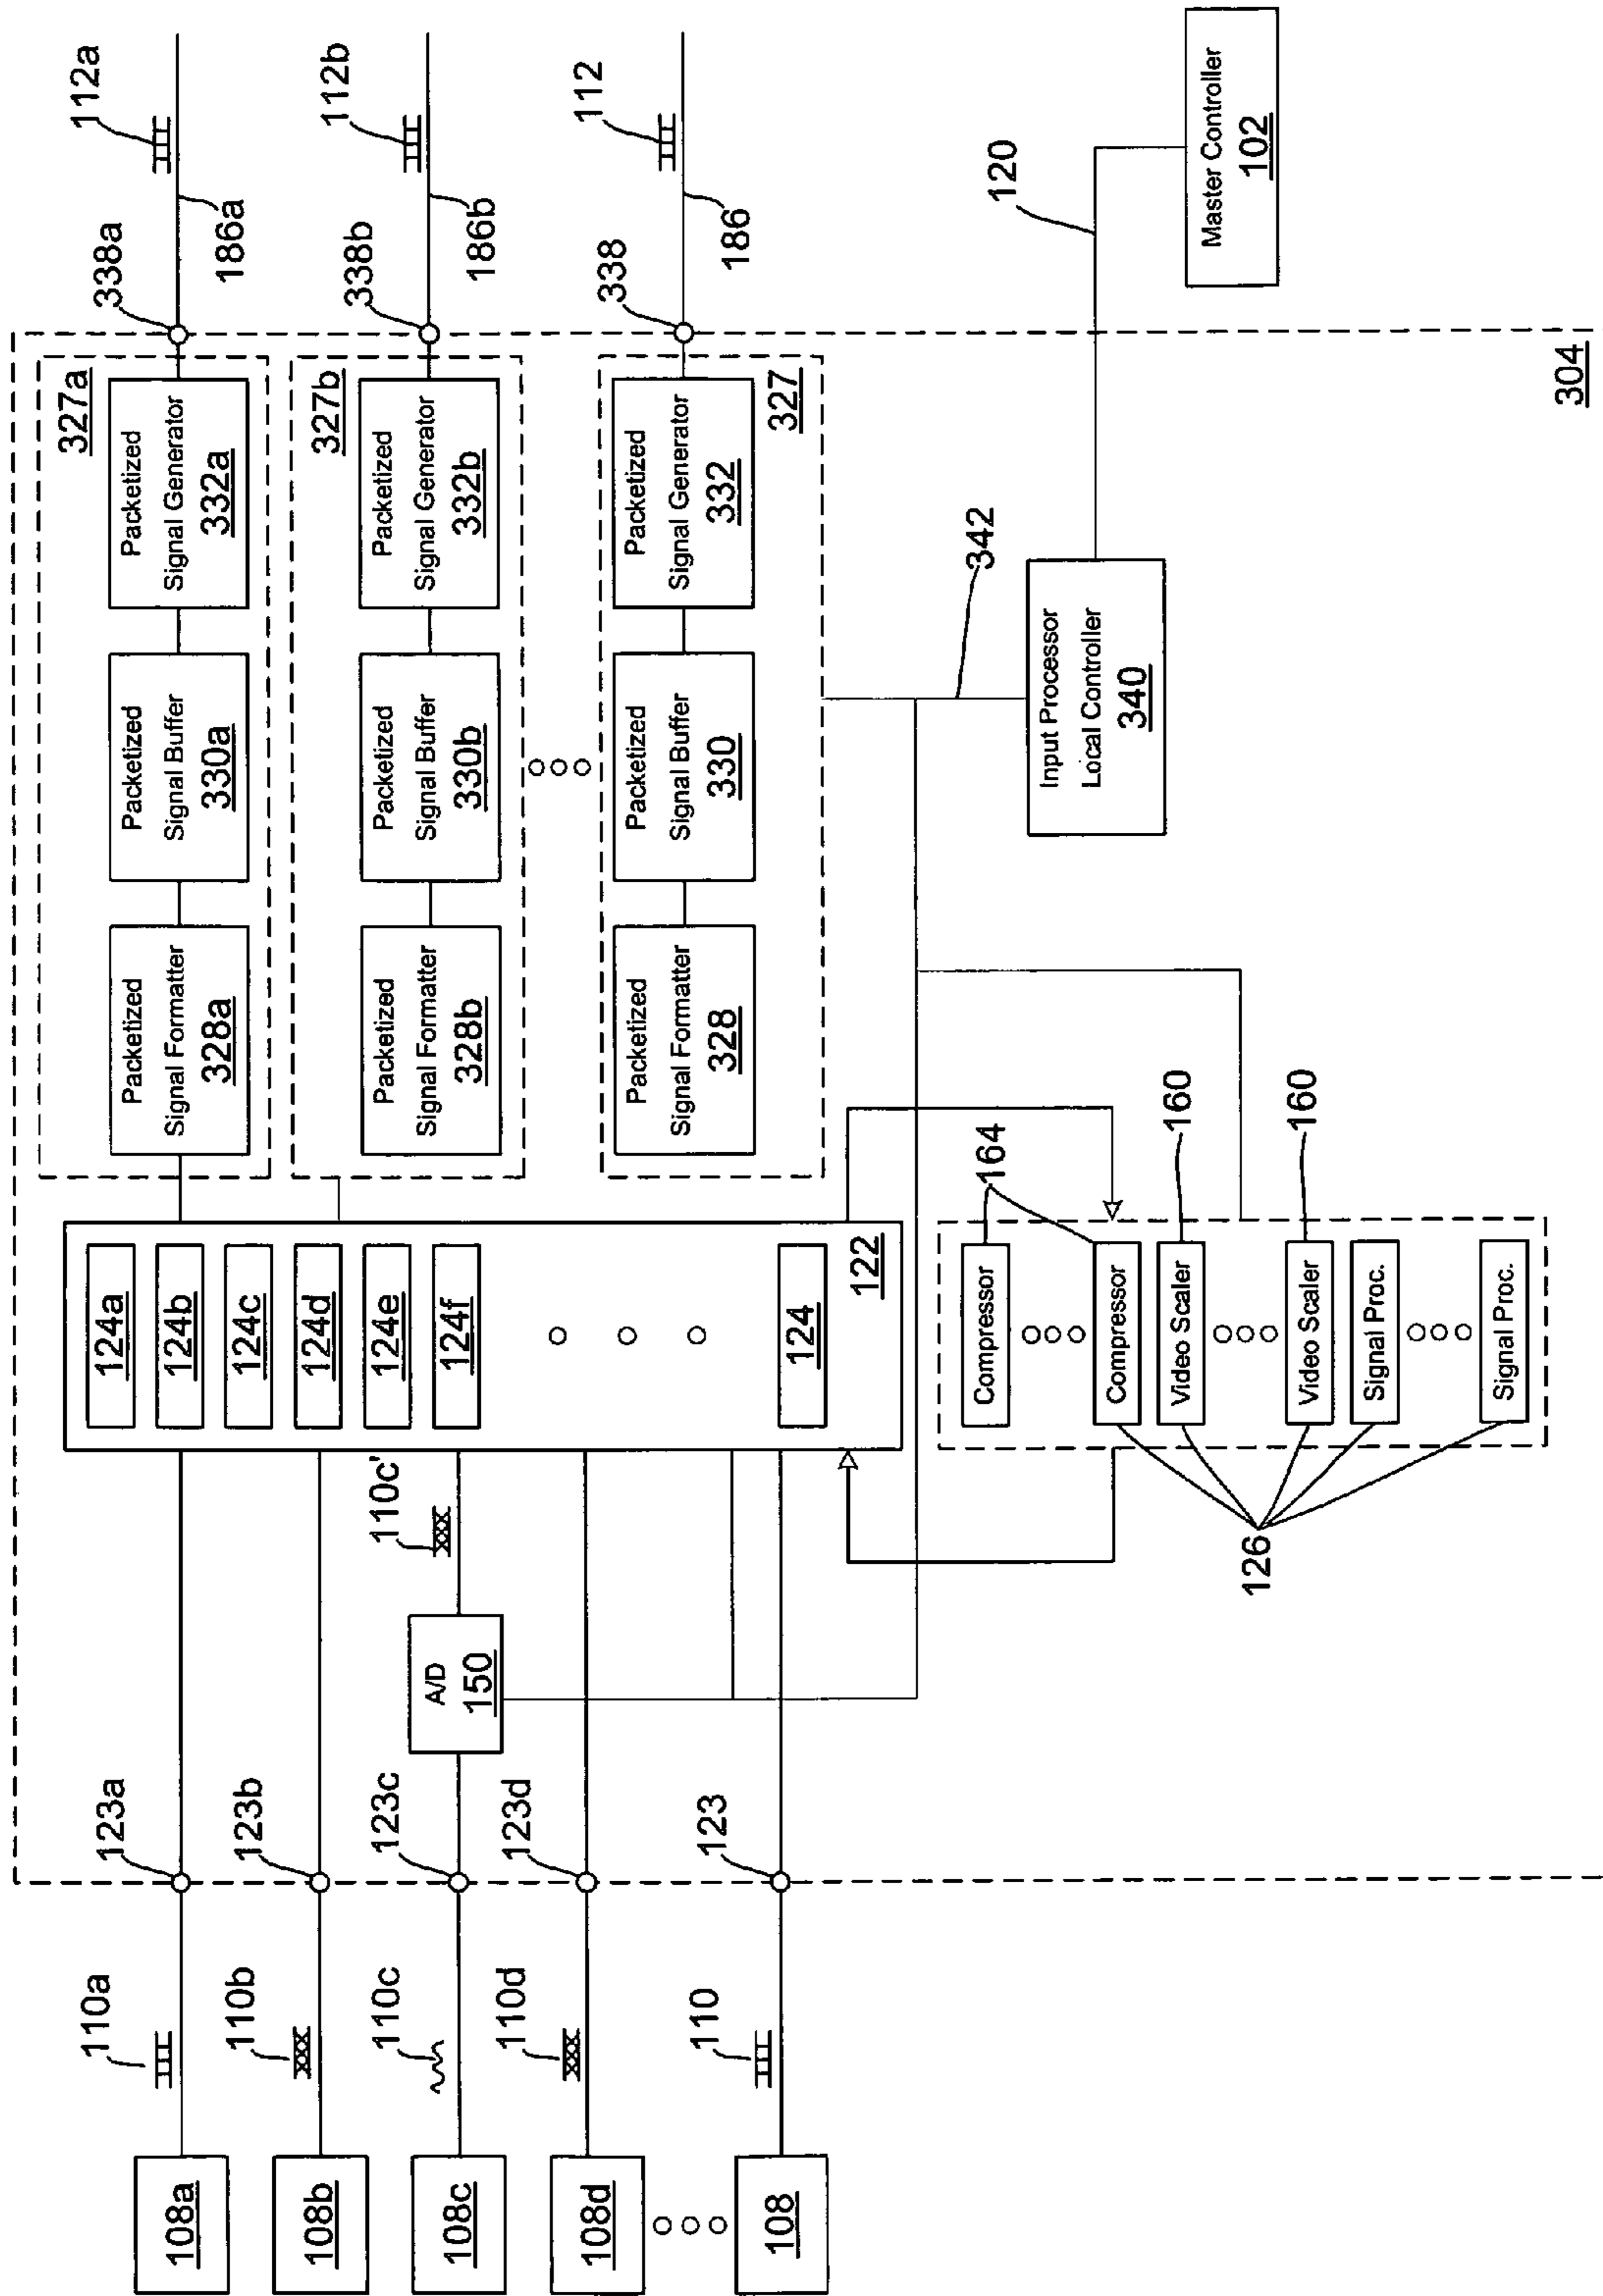 108a
108b
108c
108d
108
110a
110b
110c
110d
110
123a
123b
123c
123d
123
A/D
150
110c'
124a
124b
124c
124d
124e
124f
124
122
Compressor
Compressor
Video Scaler
Video Scaler
Signal Proc.
Signal Proc.
126
164
160
160
327a
Packetized
Signal Formatter
328a
Packetized
Signal Buffer
330a
Packetized
Signal Generator
332a
327b
Packetized
Signal Formatter
328b
Packetized
Signal Buffer
330b
Packetized
Signal Generator
332b
327
Packetized
Signal Formatter
328
Packetized
Signal Buffer
330
Packetized
Signal Generator
332
342
Input Processor
Local Controller
340
304
338a
338b
338
186a
186b
186
112a
112b
112
120
Master Controller
102